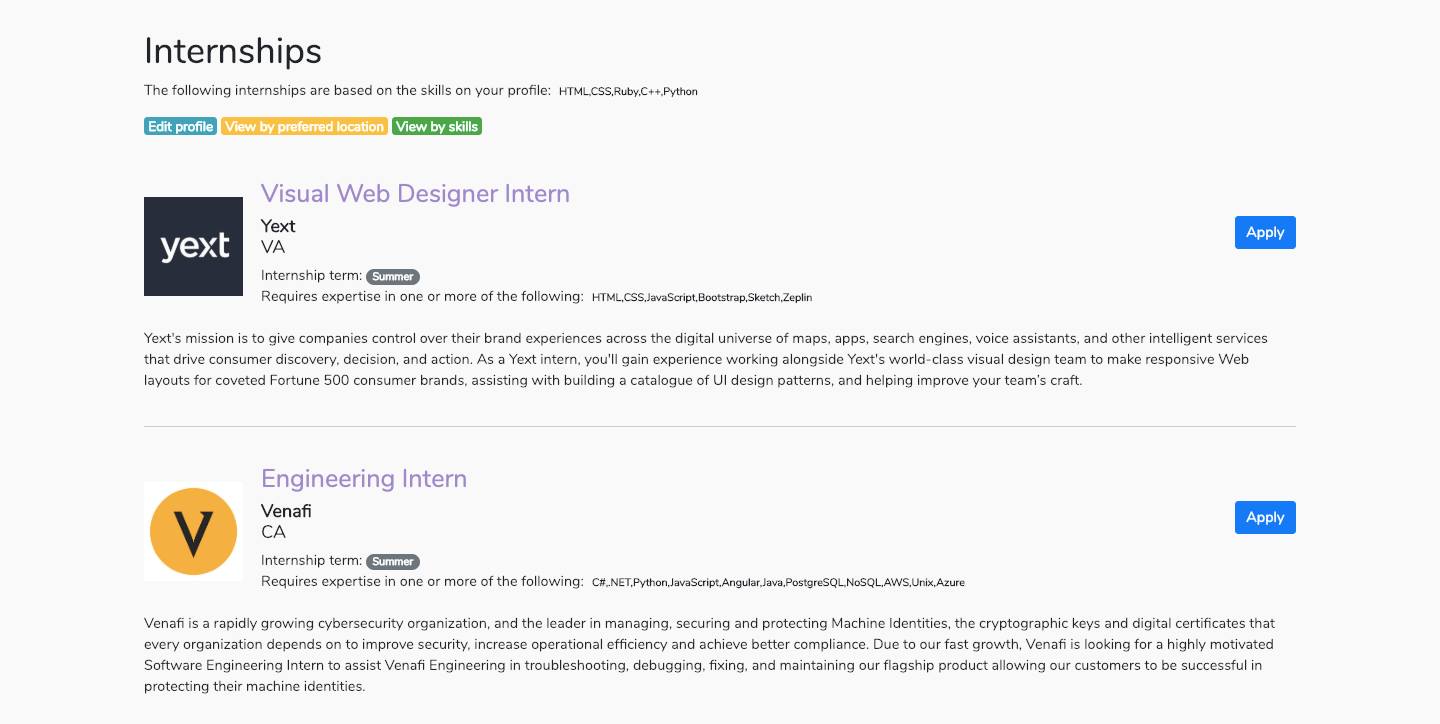 Internships
The following internships are based on the skills on your profile: HTML,CSS,Ruby,C++,Python
Edit profile View by preferred location View by skills
Visual Web Designer Intern
yext
Yext
VA
Apply
Internship term: Summer
Requires expertise in one or more of the following: HTML,CSS,JavaScript,Bootstrap,Sketch,Zeplin
Yext's mission is to give companies control over their brand experiences across the digital universe of maps, apps, search engines, voice assistants, and other intelligent services
that drive consumer discovery, decision, and action. As a Yext intern, you'll gain experience working alongside Yext's world-class visual design team to make responsive Web
layouts for coveted Fortune 500 consumer brands, assisting with building a catalogue of UI design patterns, and helping improve your team’s craft.
Engineering Intern
V
Venafi
CA
Apply
Internship term: Summer
Requires expertise in one or more of the following: C#,.NET,Python,JavaScript,Angular,Java,PostgreSQL,NoSQL,AWS,Unix,Azure
Venafi is a rapidly growing cybersecurity organization, and the leader in managing, securing and protecting Machine Identities, the cryptographic keys and digital certificates that
every organization depends on to improve security, increase operational efficiency and achieve better compliance. Due to our fast growth, Venafi is looking for a highly motivated
Software Engineering Intern to assist Venafi Engineering in troubleshooting, debugging, fixing, and maintaining our flagship product allowing our customers to be successful in
protecting their machine identities.